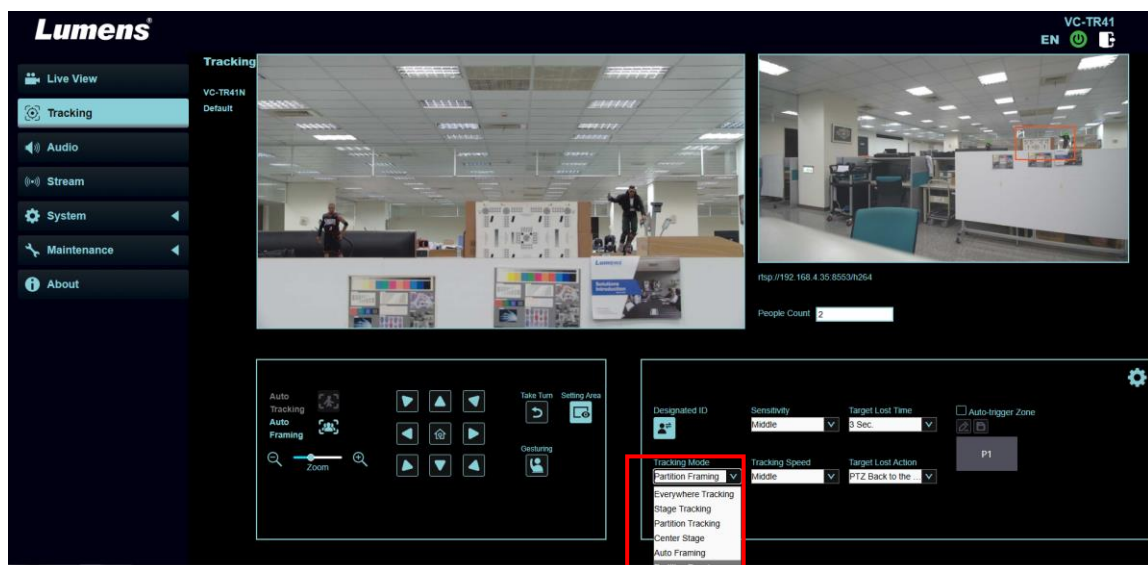 Lumens
VC-TR41
EN
Live View
Tracking
Audio
Stream
System
Maintenance
About
Tracking
VC-TR41N
Default
Lumens
Solutions
Introduction
rtsp://192.168.4.35:8553/h264
People Count 2
Auto
Tracking
Auto
Framing
Zoom
Take Turn
Setting Area
Gesturing
Designated ID
Sensitivity
Middle
Target Lost Time
3 Sec.
Auto-trigger Zone
P1
Tracking Mode
Partition Framing
Tracking Speed
Middle
Target Lost Action
PTZ Back to the ...
Everywhere Tracking
Stage Tracking
Partition Tracking
Center Stage
Auto Framing